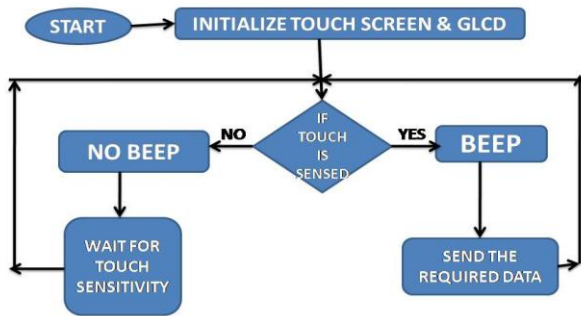 START
INITIALIZE TOUCH SCREEN & GLCD
IF
TOUCH
IS
SENSED
NO
YES
NO BEEP
BEEP
WAIT FOR
TOUCH
SENSITIVITY
SEND THE
REQUIRED DATA